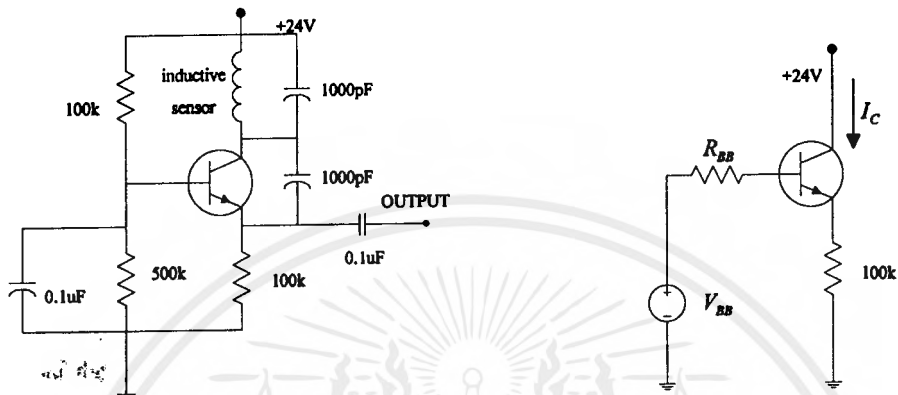 +24V
inductive
sensor
100k
1000pF
1000pF
OUTPUT
0.1uF
500k
100k
0.1uF
+24V
I_C
R_BB
100k
V_BB